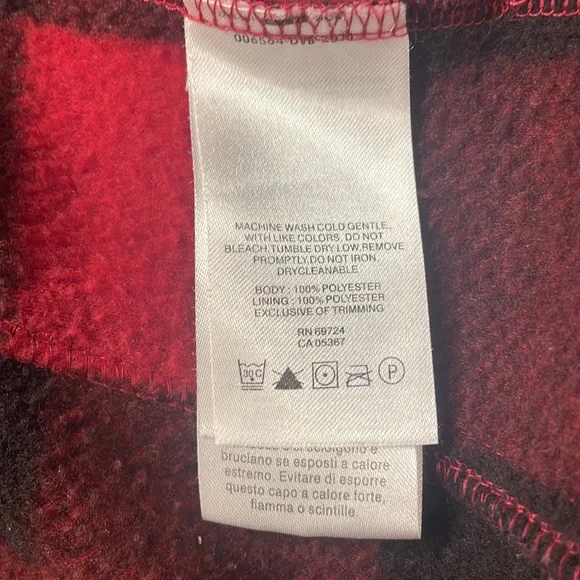 MACHINE WASH COLD GENTLE,
WITH LIKE COLORS, DO NOT
BLEACH.TUMBLE DRY LOW,REMOVE
PROMPTLY.DO NOT IRON.
DRYCLEANABLE
BODY : 100% POLYESTER
LINING : 100% POLYESTER
EXCLUSIVE OF TRIMMING
RN 69724
CA 05367
30 C P
bruciano se esposti a calore
estremo. Evitare di esporre
questo capo a calore forte,
fiamma o scintille.